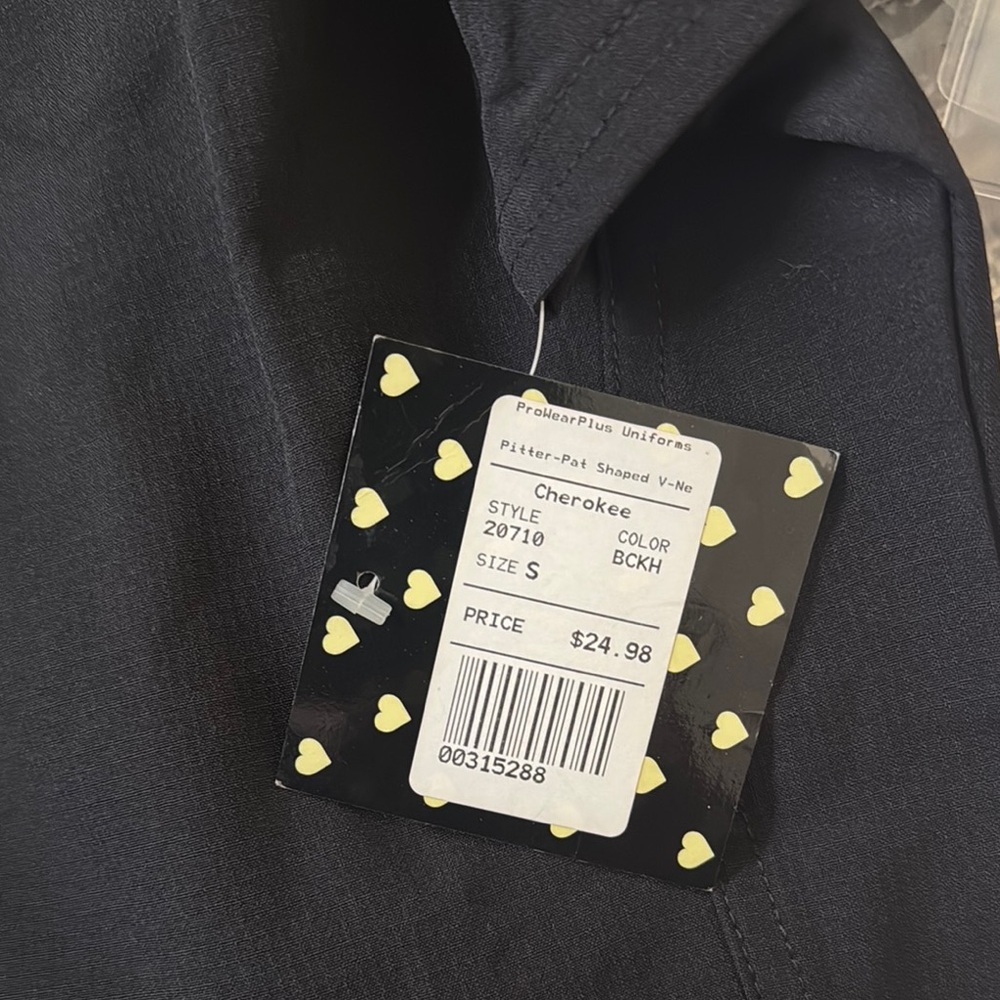 ProWearPlus Uniforms
Pitter-Pat Shaped V-Ne
Cherokee
STYLE COLOR
20710 BCKH
SIZE S
PRICE $24.98
00315288